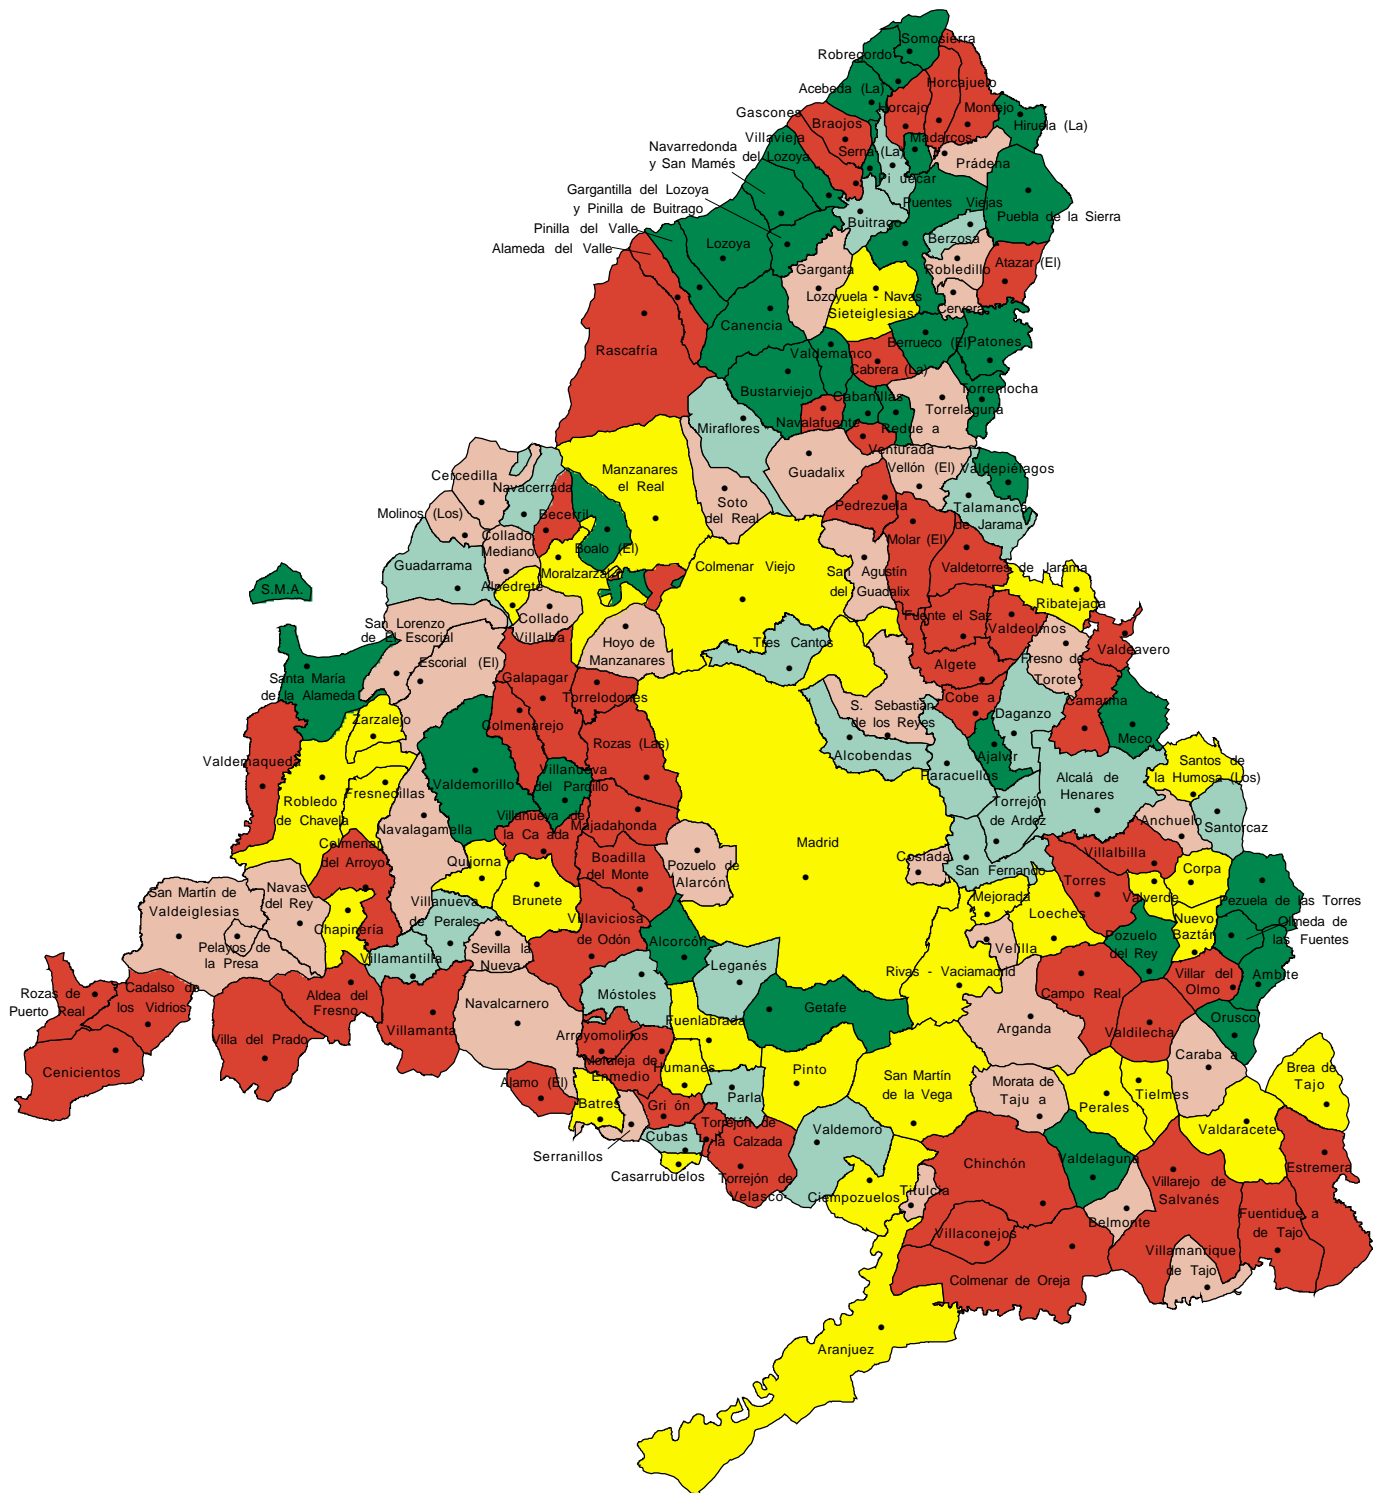 Somosierra
Robregordo
Acebeda (La)
Horcajuelo
Gascones
Horcajo
Montejo
Braojos
Hiruela (La)
Villavieja
del Lozoya
Madarcos
Navarredonda
y San Mamés
Serna (La)
Prádena
Pi uécar
Gargantilla del Lozoya
y Pinilla de Buitrago
Puentes Viejas
Puebla de la Sierra
Pinilla del Valle
Buitrago
Alameda del Valle
Lozoya
Berzosa
Garganta
Robledillo
Atazar (El)
Lozoyuela - Navas
Sieteiglesias
Cervera
Canencia
Rascafría
Valdemanco
Berrueco (El)
Patones
Cabrera (La)
Bustarviejo
Cabanillas
Torremocha
Torrelaguna
Miraflores
Navalafuente
Redue a
Venturada
Cercedilla
Manzanares
el Real
Guadalix
Vellón (El)
Valdepiélagos
Navacerrada
Soto
del Real
Pedrezuela
Talamanca
de Jarama
Molinos (Los)
Becerril
Collado
Mediano
Boalo (El)
Molar (El)
Guadarrama
Moralzarzal
Colmenar Viejo
San
Agustín
del Guadalix
Valdetorres de Jarama
S.M.A.
Alpedrete
Ribatejada
San Lorenzo
de El Escorial
Collado
Villalba
Hoyo de
Manzanares
Tres Cantos
Fuente el Saz
Valdeolmos
Valdeavero
Escorial (El)
Algete
Fresno de
Torote
Santa María
de la Alameda
Galapagar
Torrelodones
Cobe a
Camarma
Zarzalejo
Colmenarejo
S. Sebastián
de los Reyes
Daganzo
Meco
Valdemaqueda
Rozas (Las)
Alcobendas
Ajalvir
Santos de
la Humosa (Los)
Valdemorillo
Villanueva
del Pardillo
Paracuellos
Alcalá de
Henares
Robledo
de Chavela
Fresnedillas
Villanueva de
la Ca ada
Majadahonda
Torrejón
de Ardoz
Anchuelo
Santorcaz
Navalagamella
Madrid
Colmenar
del Arroyo
Quijorna
Boadilla
del Monte
Pozuelo de
Alarcón
Coslada
San Fernando
Villalbilla
Torres
Corpa
San Martín de
Valdeiglesias
Navas
del Rey
Villanueva
de Perales
Brunete
Mejorada
Loeches
Valverde
Pezuela de las Torres
Villaviciosa
de Odón
Nuevo
Baztán
Olmeda de
las Fuentes
Chapinería
Pelayos de
la Presa
Sevilla la
Nueva
Alcorcón
Velilla
Pozuelo
del Rey
Villamantilla
Leganés
Rivas - Vaciamadrid
Villar del
Olmo
Ambite
Rozas de
Puerto Real
Cadalso de
los Vidrios
Aldea del
Fresno
Móstoles
Campo Real
Navalcarnero
Getafe
Orusco
Villa del Prado
Villamanta
Fuenlabrada
Arganda
Valdilecha
Arroyomolinos
Caraba a
Cenicientos
Moraleja de
Enmedio
Humanes
Pinto
San Martín
de la Vega
Morata de
Taju a
Brea de
Tajo
Alamo (El)
Batres
Gri ón
Parla
Perales
Tielmes
Torrejón de
la Calzada
Valdemoro
Valdaracete
Cubas
Serranillos
Chinchón
Valdelaguna
Estremera
Casarrubuelos
Torrejón de
Velasco
Ciempozuelos
Titulcia
Villarejo de
Salvanés
Belmonte
Fuentidue a
de Tajo
Villaconejos
Villamanrique
de Tajo
Colmenar de Oreja
Aranjuez